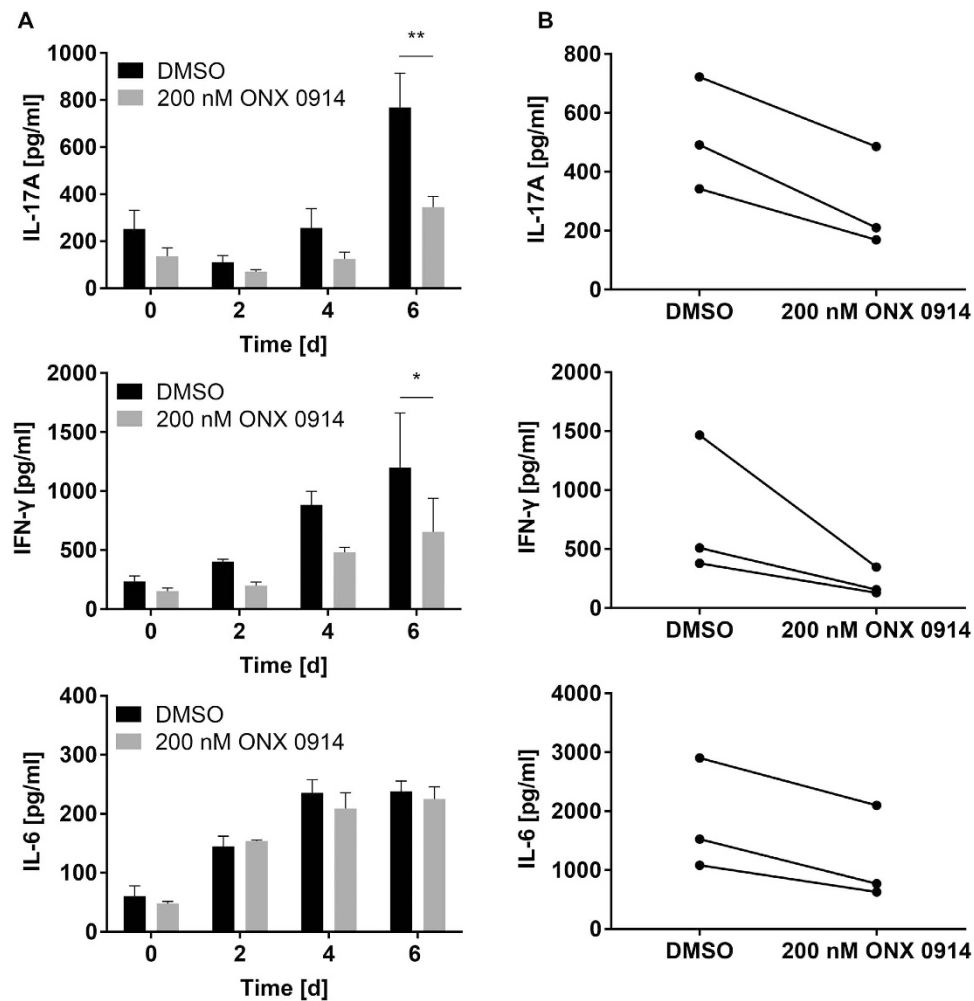 A
IL-17A [pg/ml]
1000
800
600
400
200
0
DMSO
200 nM ONX 0914
**
0 2 4 6
Time [d]
IFN-γ [pg/ml]
2000
1500
1000
500
0
DMSO
200 nM ONX 0914
*
0 2 4 6
Time [d]
IL-6 [pg/ml]
400
300
200
100
0
DMSO
200 nM ONX 0914
0 2 4 6
Time [d]
B
IL-17A [pg/ml]
800
600
400
200
0
DMSO 200 nM ONX 0914
IFN-γ [pg/ml]
2000
1500
1000
500
0
DMSO 200 nM ONX 0914
IL-6 [pg/ml]
4000
3000
2000
1000
0
DMSO 200 nM ONX 0914